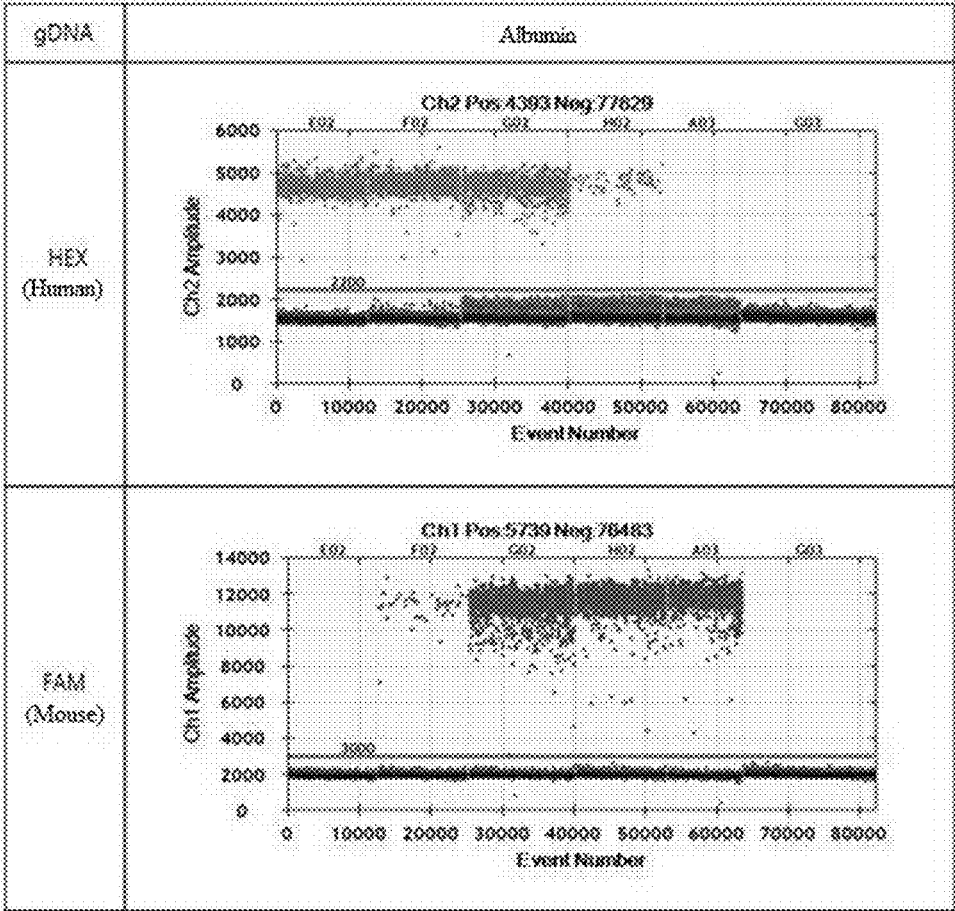 gDNA
Albumin
HEX
(Human)
Ch2 Pos:4393 Neg:77829
E02 F02 G02 H02 A03 G03
Ch2 Amplitude
6000
5000
4000
3000
2200
2000
1000
0
0 10000 20000 30000 40000 50000 60000 70000 80000
Event Number
FAM
(Mouse)
Ch1 Pos:5739 Neg:76483
E02 F02 G02 H02 A03 G03
Ch1 Amplitude
14000
12000
10000
8000
6000
4000
3000
2000
0
0 10000 20000 30000 40000 50000 60000 70000 80000
Event Number